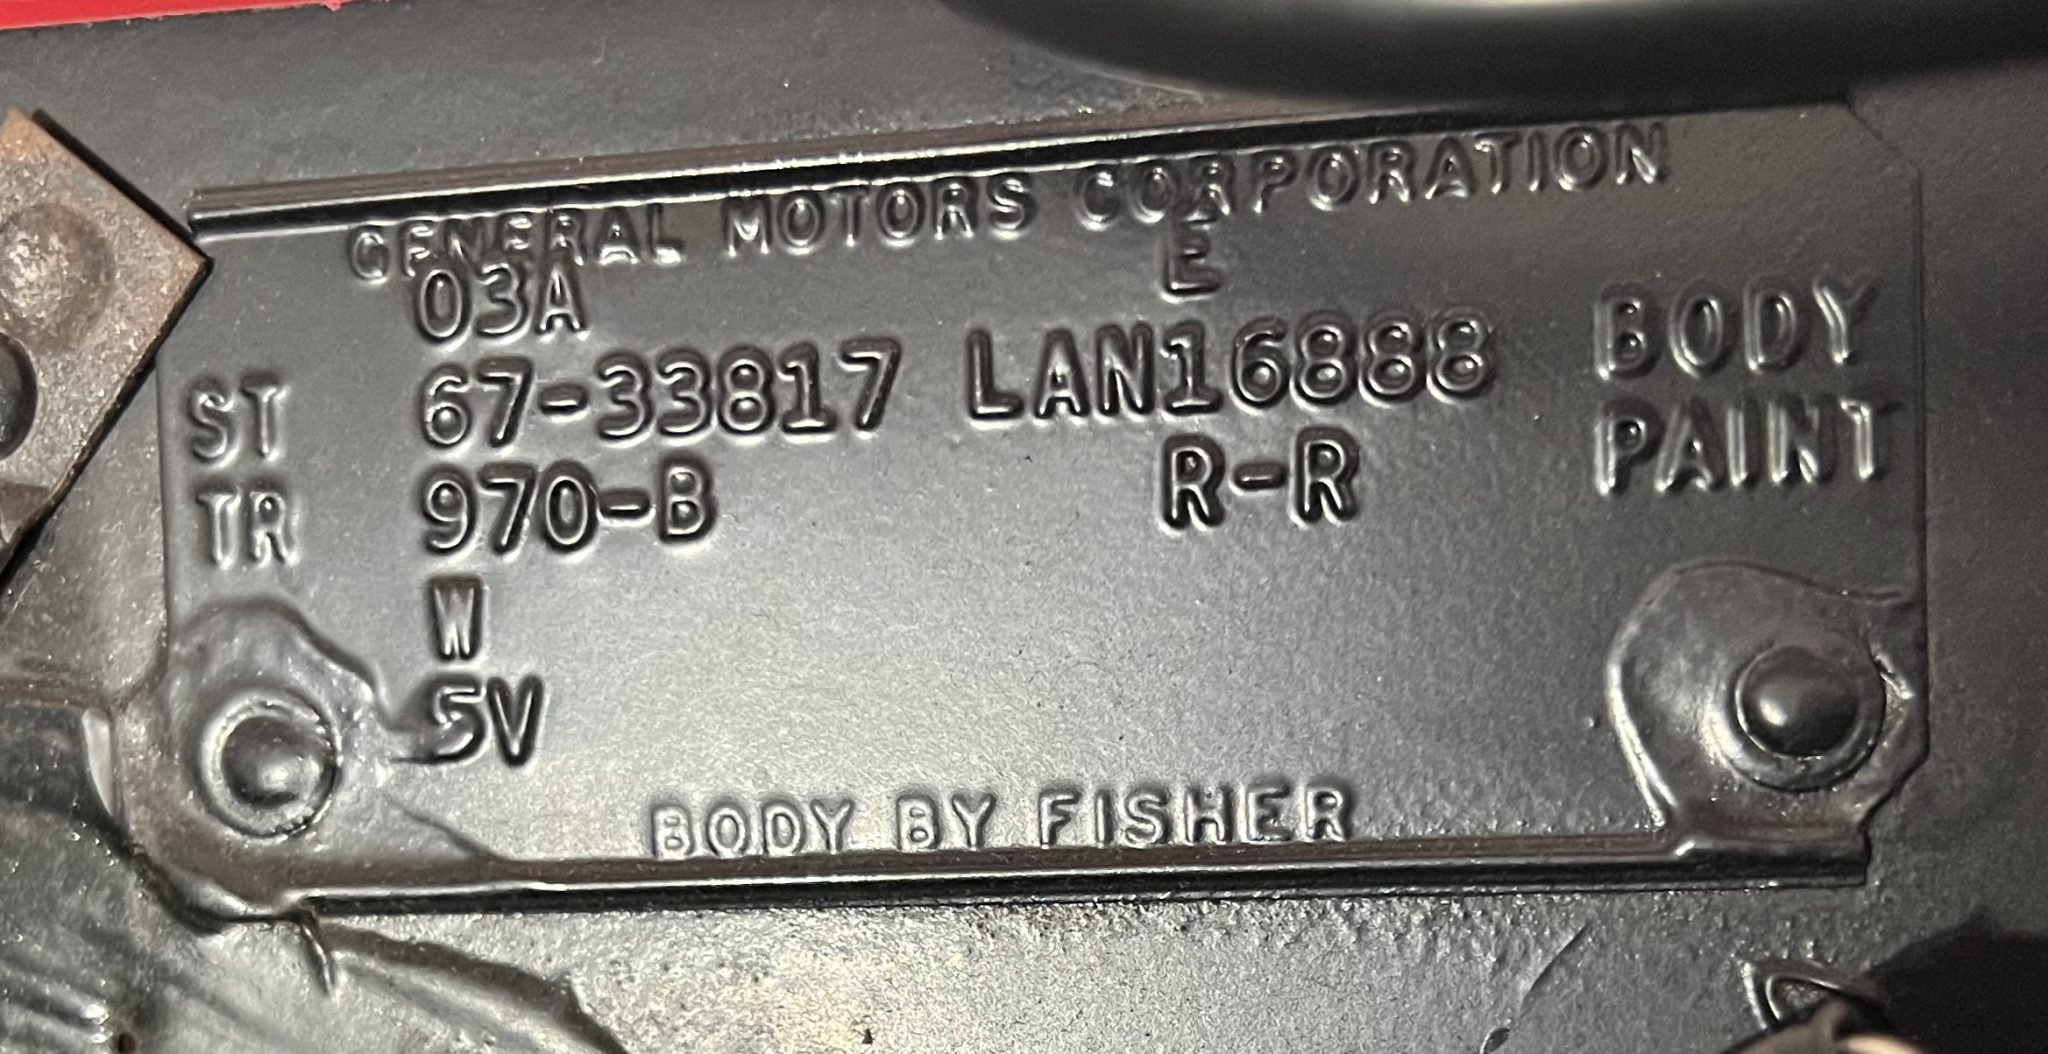 GENERAL MOTORS CORPORATION
03A E
ST 67-33817 LAN16888 BODY
TR 970-B R-R PAINT
W
5V
BODY BY FISHER